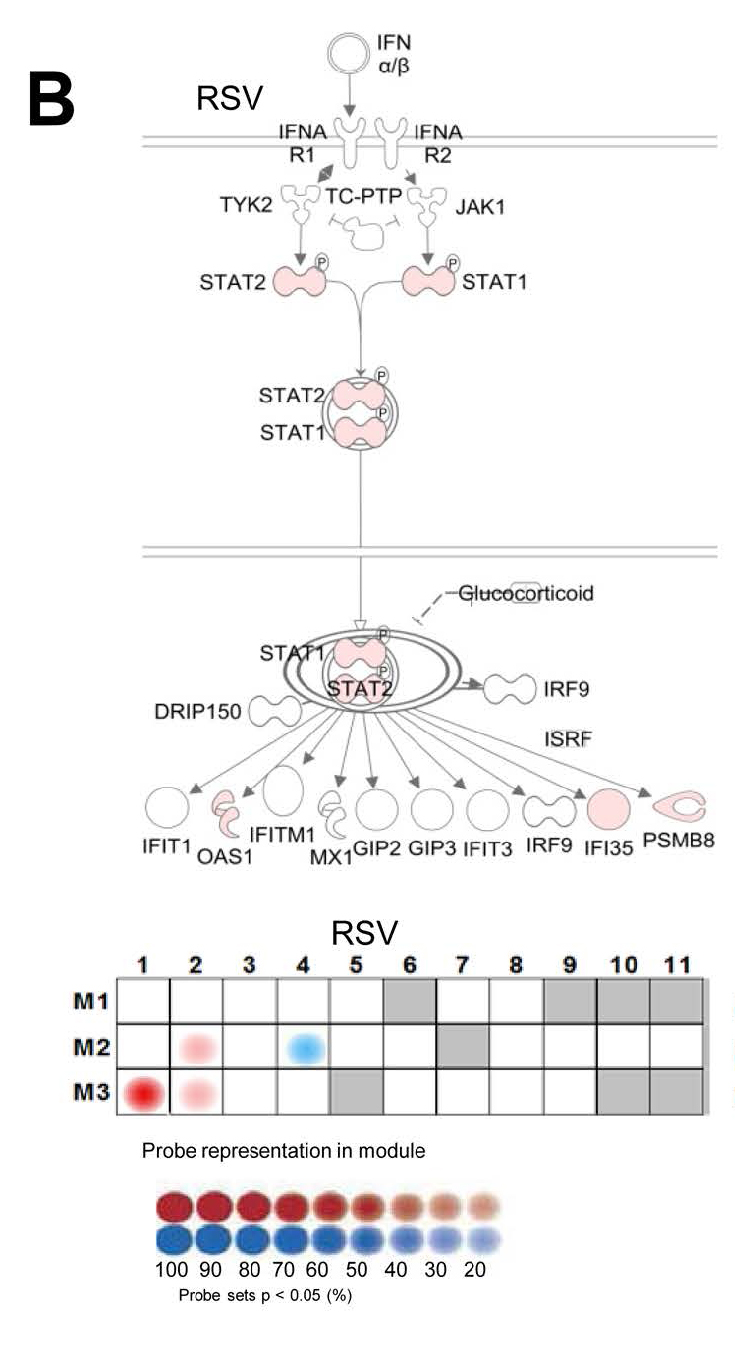 B
RSV
IFN
α/β
IFNA
R1
IFNA
R2
TYK2
TC-PTP
JAK1
P
P
STAT2
STAT1
P
STAT2
P
STAT1
Glucocorticoid
P
STAT1
P
STAT2
IRF9
DRIP150
ISRF
IFIT1
OAS1
IFITM1
MX1
GIP2
GIP3
IFIT3
IRF9
IFI35
PSMB8
RSV
1 2 3 4 5 6 7 8 9 10 11
M1
M2
M3
Probe representation in module
100 90 80 70 60 50 40 30 20
Probe sets p < 0.05 (%)